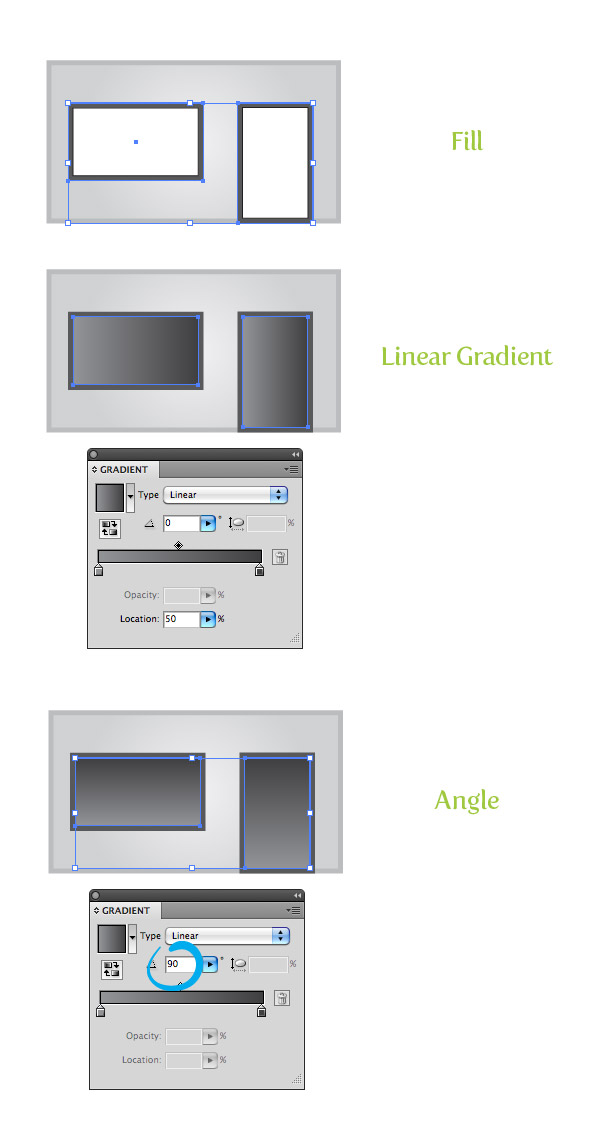 Fill
Linear Gradient
GRADIENT
Type Linear
0 ° %
Opacity: %
Location: 50 %
Angle
GRADIENT
Type Linear
90 ° %
Opacity: %
Location: %